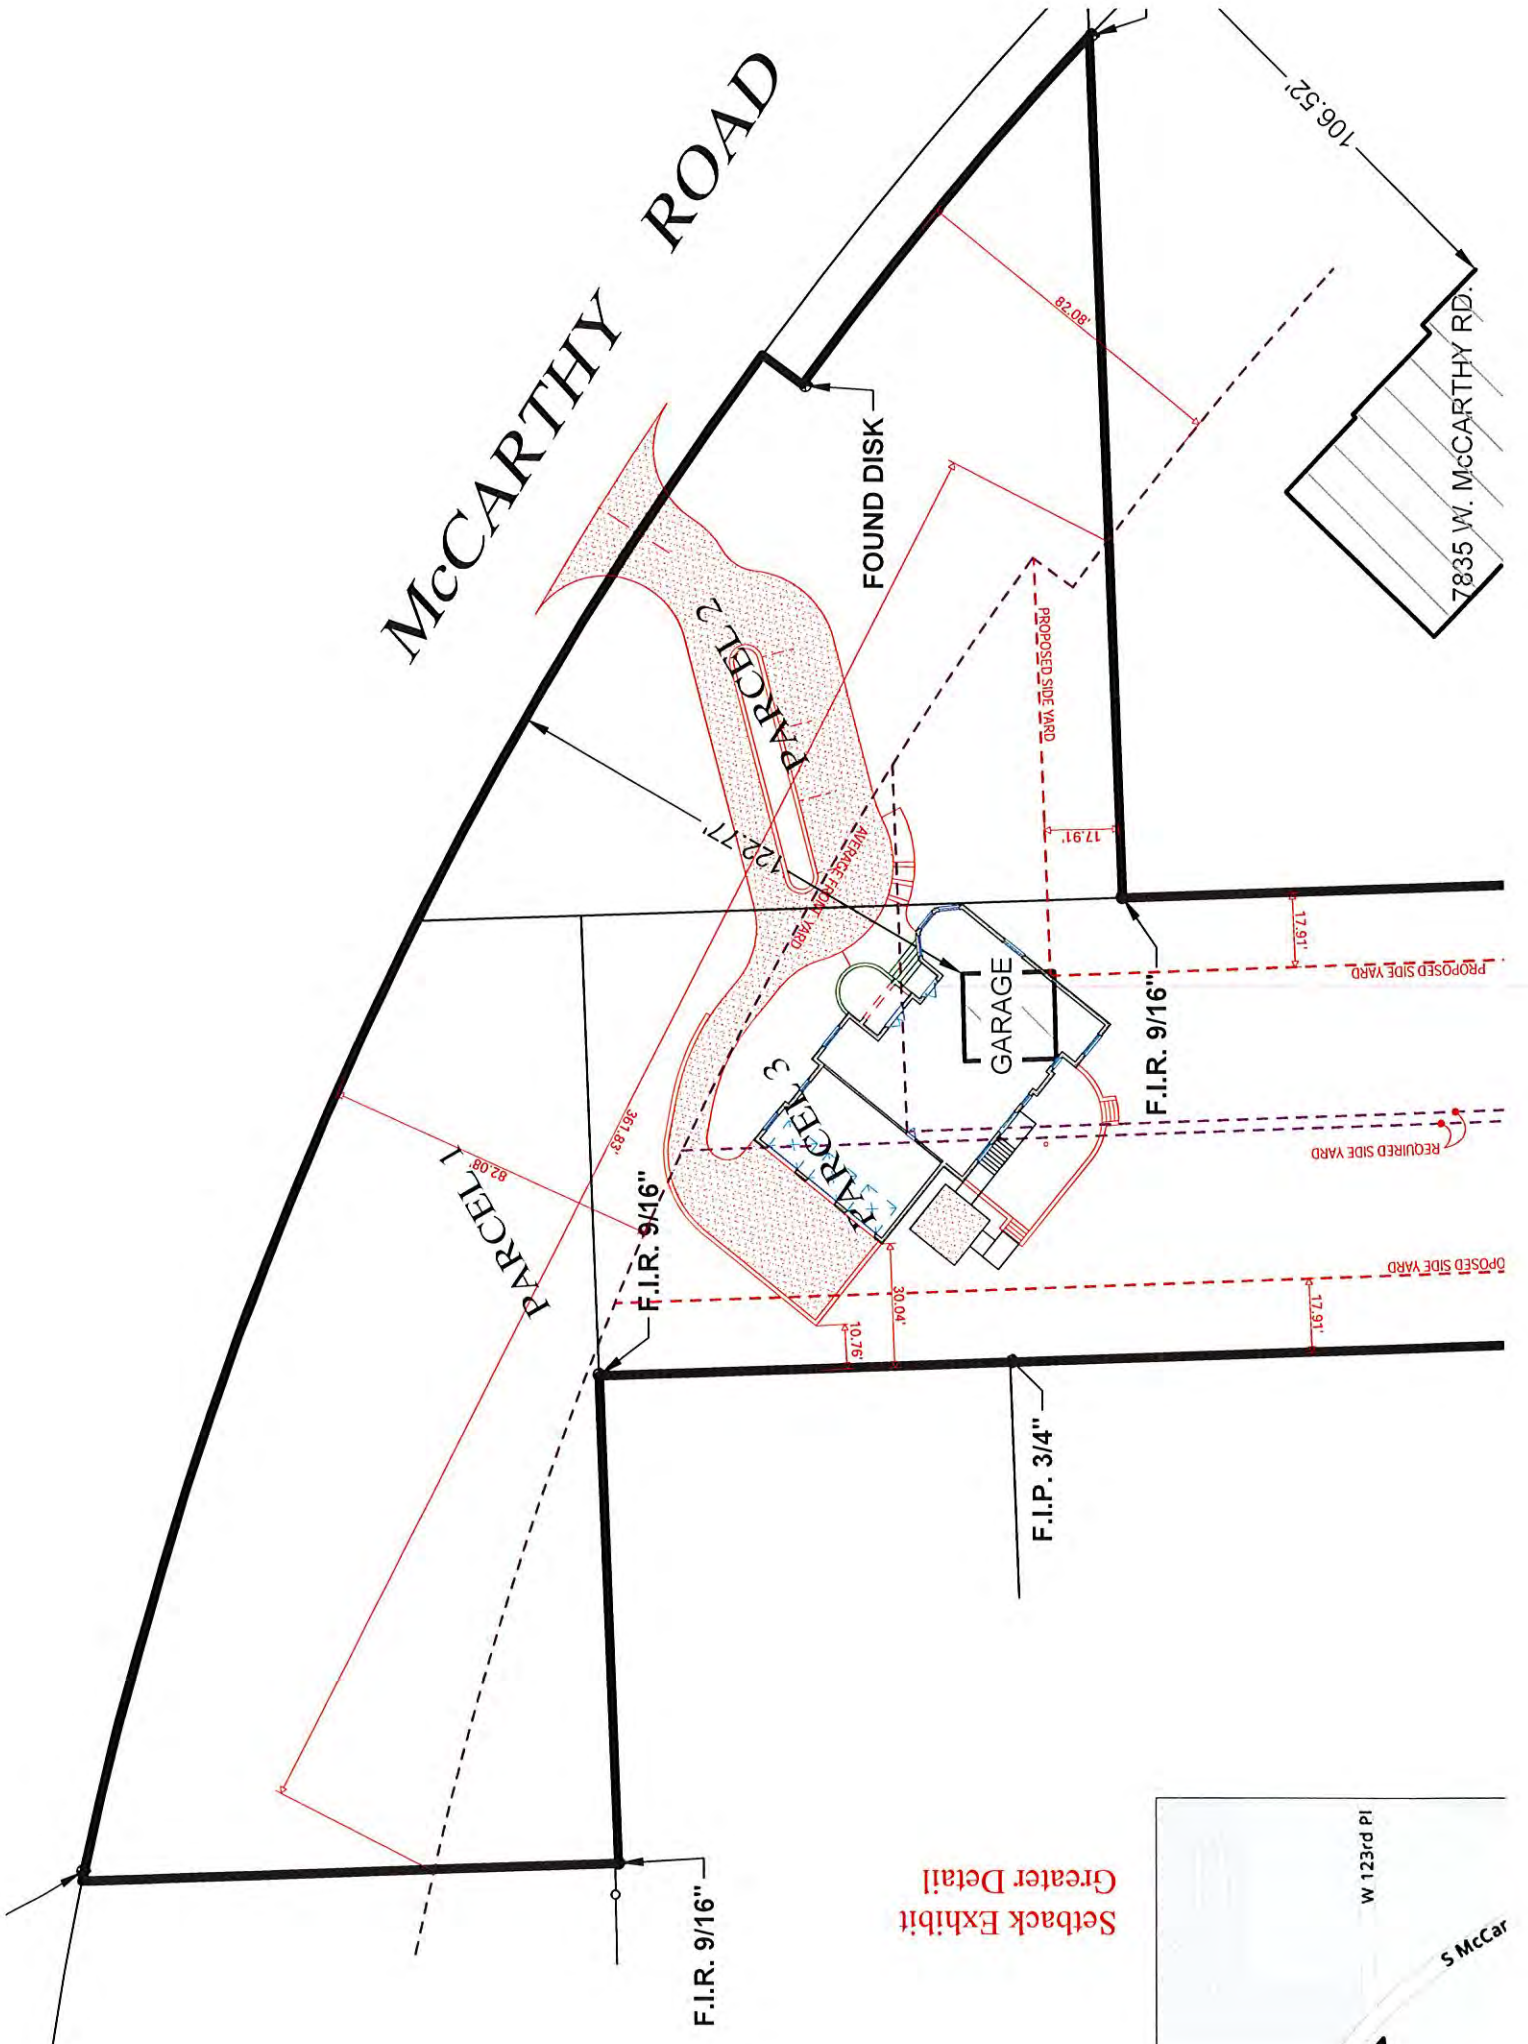 McCARTHY ROAD
106.52'
82.08'
7835 W. McCARTHY RD.
FOUND DISK
PARCEL 2
PROPOSED SIDE YARD
122.77'
AVERAGE FRONT YARD
17.91'
17.91'
PROPOSED SIDE YARD
GARAGE
F.I.R. 9/16"
PARCEL 3
361.83'
82.08'
PARCEL 1
REQUIRED SIDE YARD
F.I.R. 9/16"
OPOSED SIDE YARD
30.04'
10.76'
17.91'
F.I.P. 3/4"
F.I.R. 9/16"
Setback Exhibit
Greater Detail
W 123rd Pl
S McCar